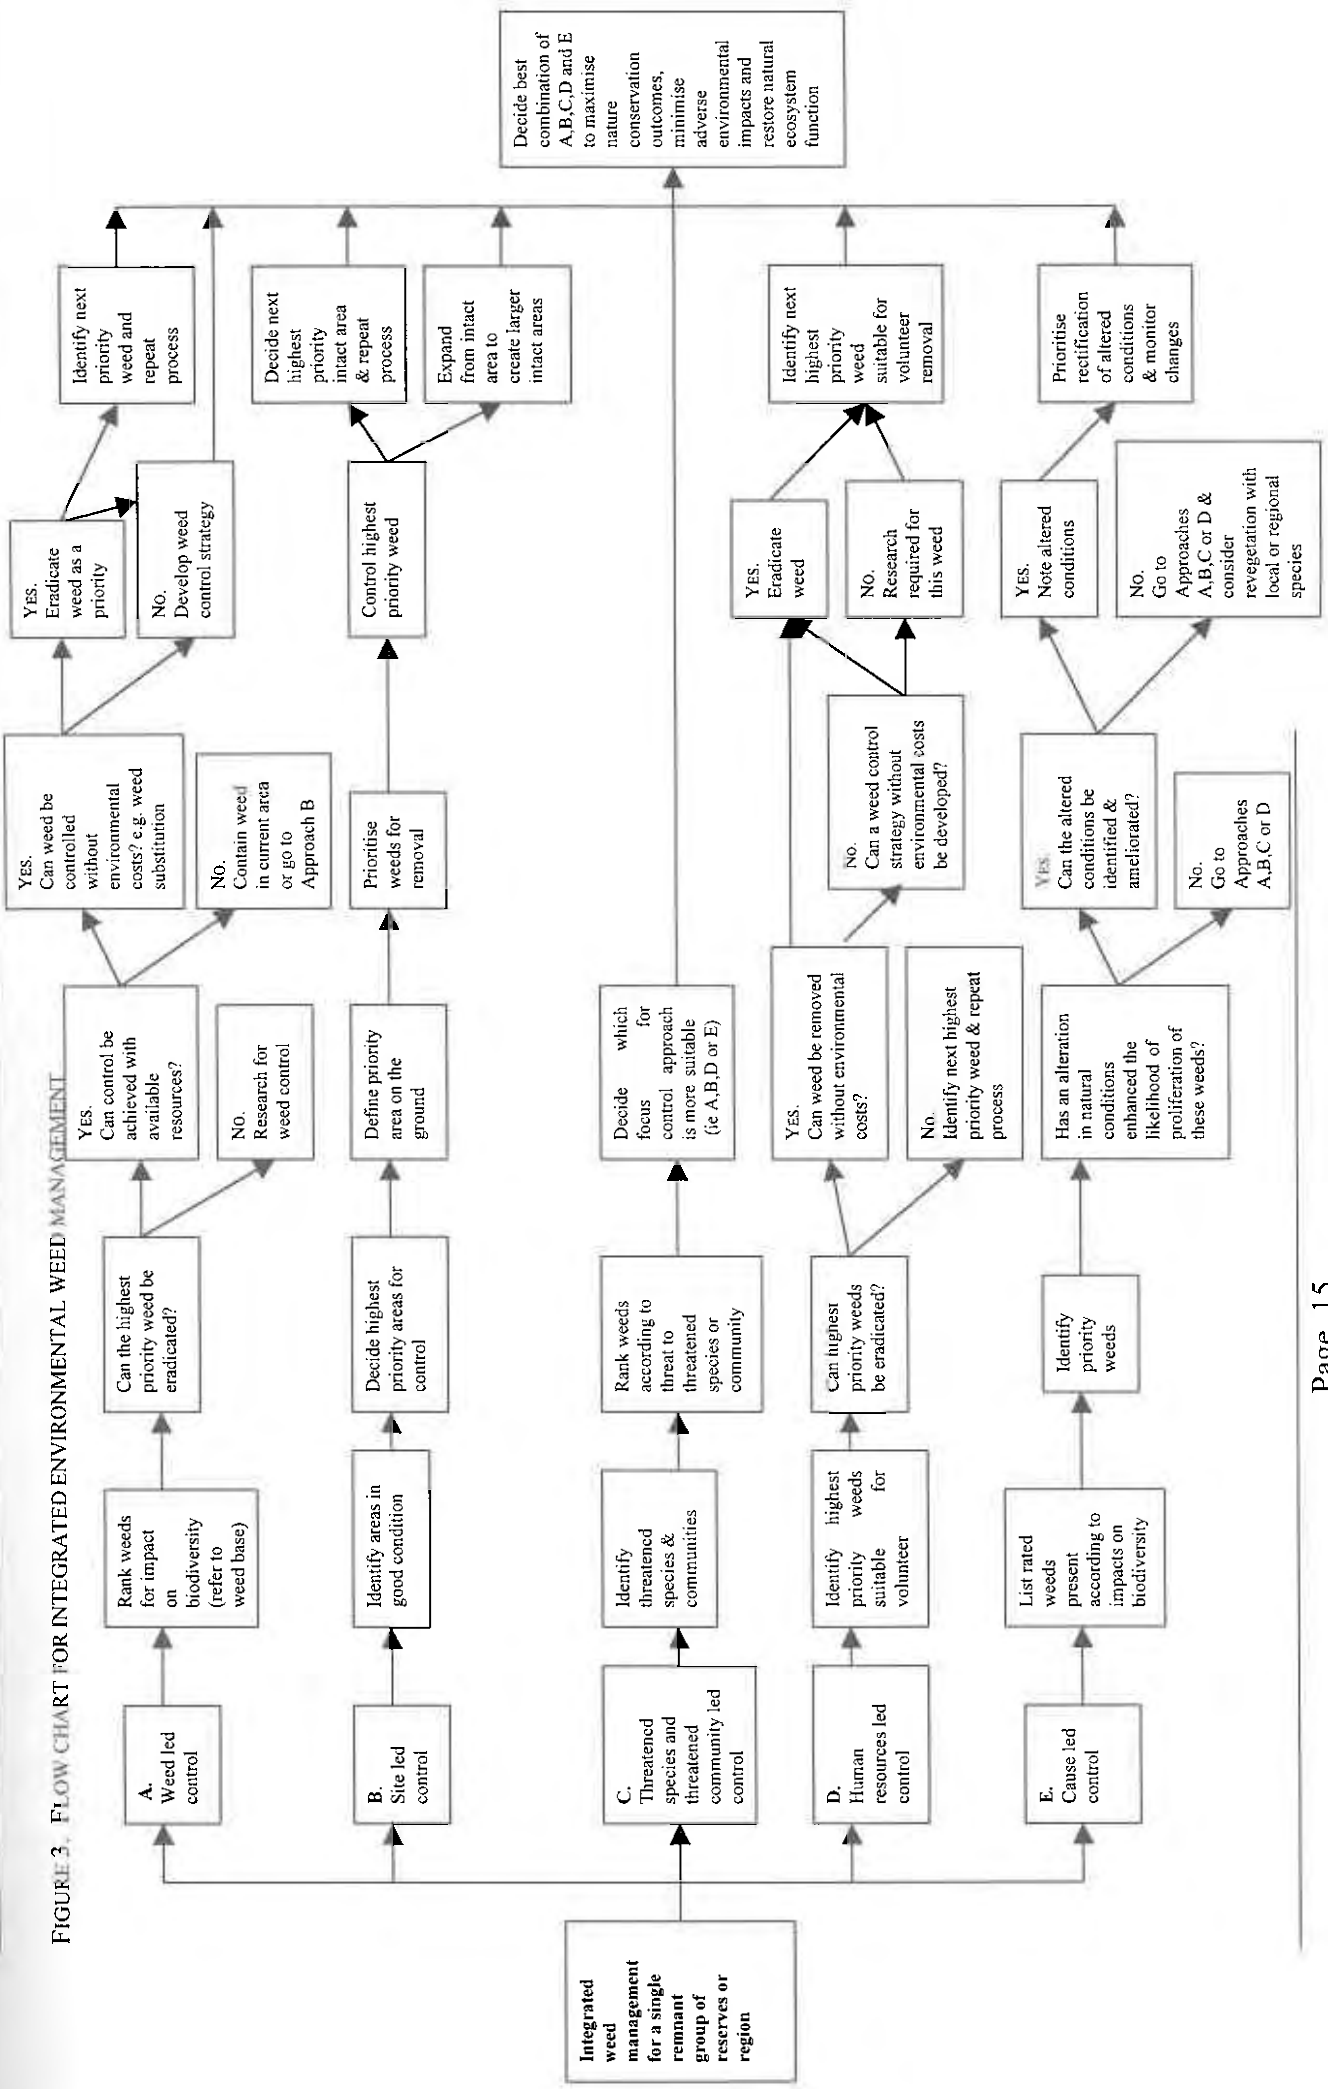 FIGURE 3. FLOW CHART FOR INTEGRATED ENVIRONMENTAL WEED MANAGEMENT
Integrated
weed
management
for a single
remnant
group of
reserves or
region
A.
Weed led
control
Rank weeds
for impact
on
biodiversity
(refer to
weed base)
Can the highest
priority weed be
eradicated?
YES.
Can control be
achieved with
available
resources?
NO.
Research for
weed control
YES.
Can weed be
controlled
without
environmental
costs? e.g. weed
substitution
NO.
Contain weed
in current area
or go to
Approach B
YES.
Eradicate
weed as a
priority
NO.
Develop weed
control strategy
Identify next
priority
weed and
repeat
process
B.
Site led
control
Identify areas in
good condition
Decide highest
priority areas for
control
Define priority
area on the
ground
Prioritise
weeds for
removal
Control highest
priority weed
Decide next
highest
priority
intact area
& repeat
process
Expand
from intact
area to
create larger
intact areas
C.
Threatened
species and
threatened
community led
control
Identify
threatened
species &
communities
Rank weeds
according to
threat to
threatened
species or
community
Decide which
focus for
control approach
is more suitable
(ie A,B,D or E)
D.
Human
resources led
control
Identify highest
priority weeds
suitable for
volunteer
Can highest
priority weeds
be eradicated?
YES.
Can weed be removed
without environmental
costs?
NO.
Identify next highest
priority weed & repeat
process
NO.
Can a weed control
strategy without
environmental costs
be developed?
YES.
Eradicate
weed
NO.
Research
required for
this weed
Identify next
highest
priority
weed
suitable for
volunteer
removal
E.
Cause led
control
List rated
weeds
present
according to
impacts on
biodiversity
Identify
priority
weeds
Has an alteration
in natural
conditions
enhanced the
likelihood of
proliferation of
these weeds?
YES.
Can the altered
conditions be
identified &
ameliorated?
NO.
Go to
Approaches
A,B,C or D
YES.
Note altered
conditions
NO.
Go to
Approaches
A,B,C or D &
consider
revegetation with
local or regional
species
Prioritise
rectification
of altered
conditions
& monitor
changes
Decide best
combination of
A,B,C,D and E
to maximise
nature
conservation
outcomes,
minimise
adverse
environmental
impacts and
restore natural
ecosystem
function
Page 15